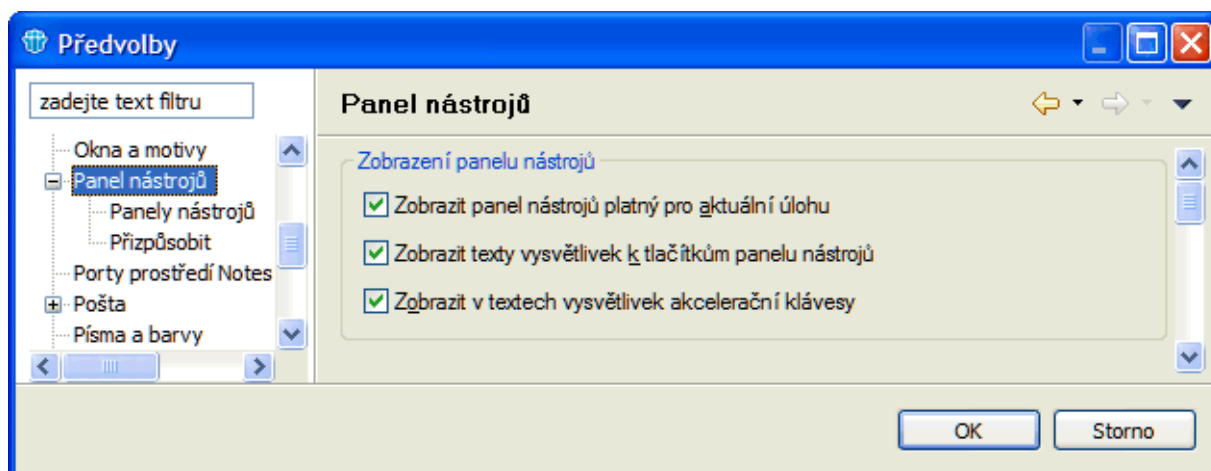 Předvolby
zadejte text filtru
Okna a motivy
Panel nástrojů
Panely nástrojů
Přizpůsobit
Porty prostředí Notes
Pošta
Písma a barvy
Panel nástrojů
Zobrazení panelu nástrojů
Zobrazit panel nástrojů platný pro aktuální úlohu
Zobrazit texty vysvětlivek k tlačítkům panelu nástrojů
Zobrazit v textech vysvětlivek akcelerační klávesy
OK
Storno